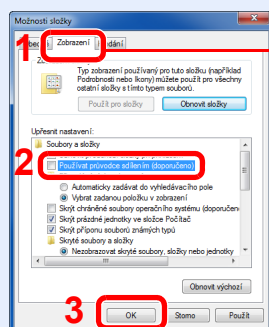 Možnosti složky
1
Zobrazení
Typ zobrazení používaný pro tuto složku (například
Podrobnosti nebo Ikony) můžete použít pro všechny
ostatní složky s tímto typem souborů.
Použít pro složky
Obnovit složky
Upřesnit nastavení:
Soubory a složky
2
Používat průvodce sdílením (doporučeno)
Automaticky zadávat do vyhledávacího pole
Vybrat zadanou položku v zobrazení
Skrýt chráněné soubory operačního systému (doporučen
Skrýt prázdné jednotky ve složce Počítač
Skrýt příponu souborů známých typů
Skryté soubory a složky
Nezobrazovat skryté soubory, složky nebo jednotky
Obnovit výchozí
3
OK
Storno
Použít